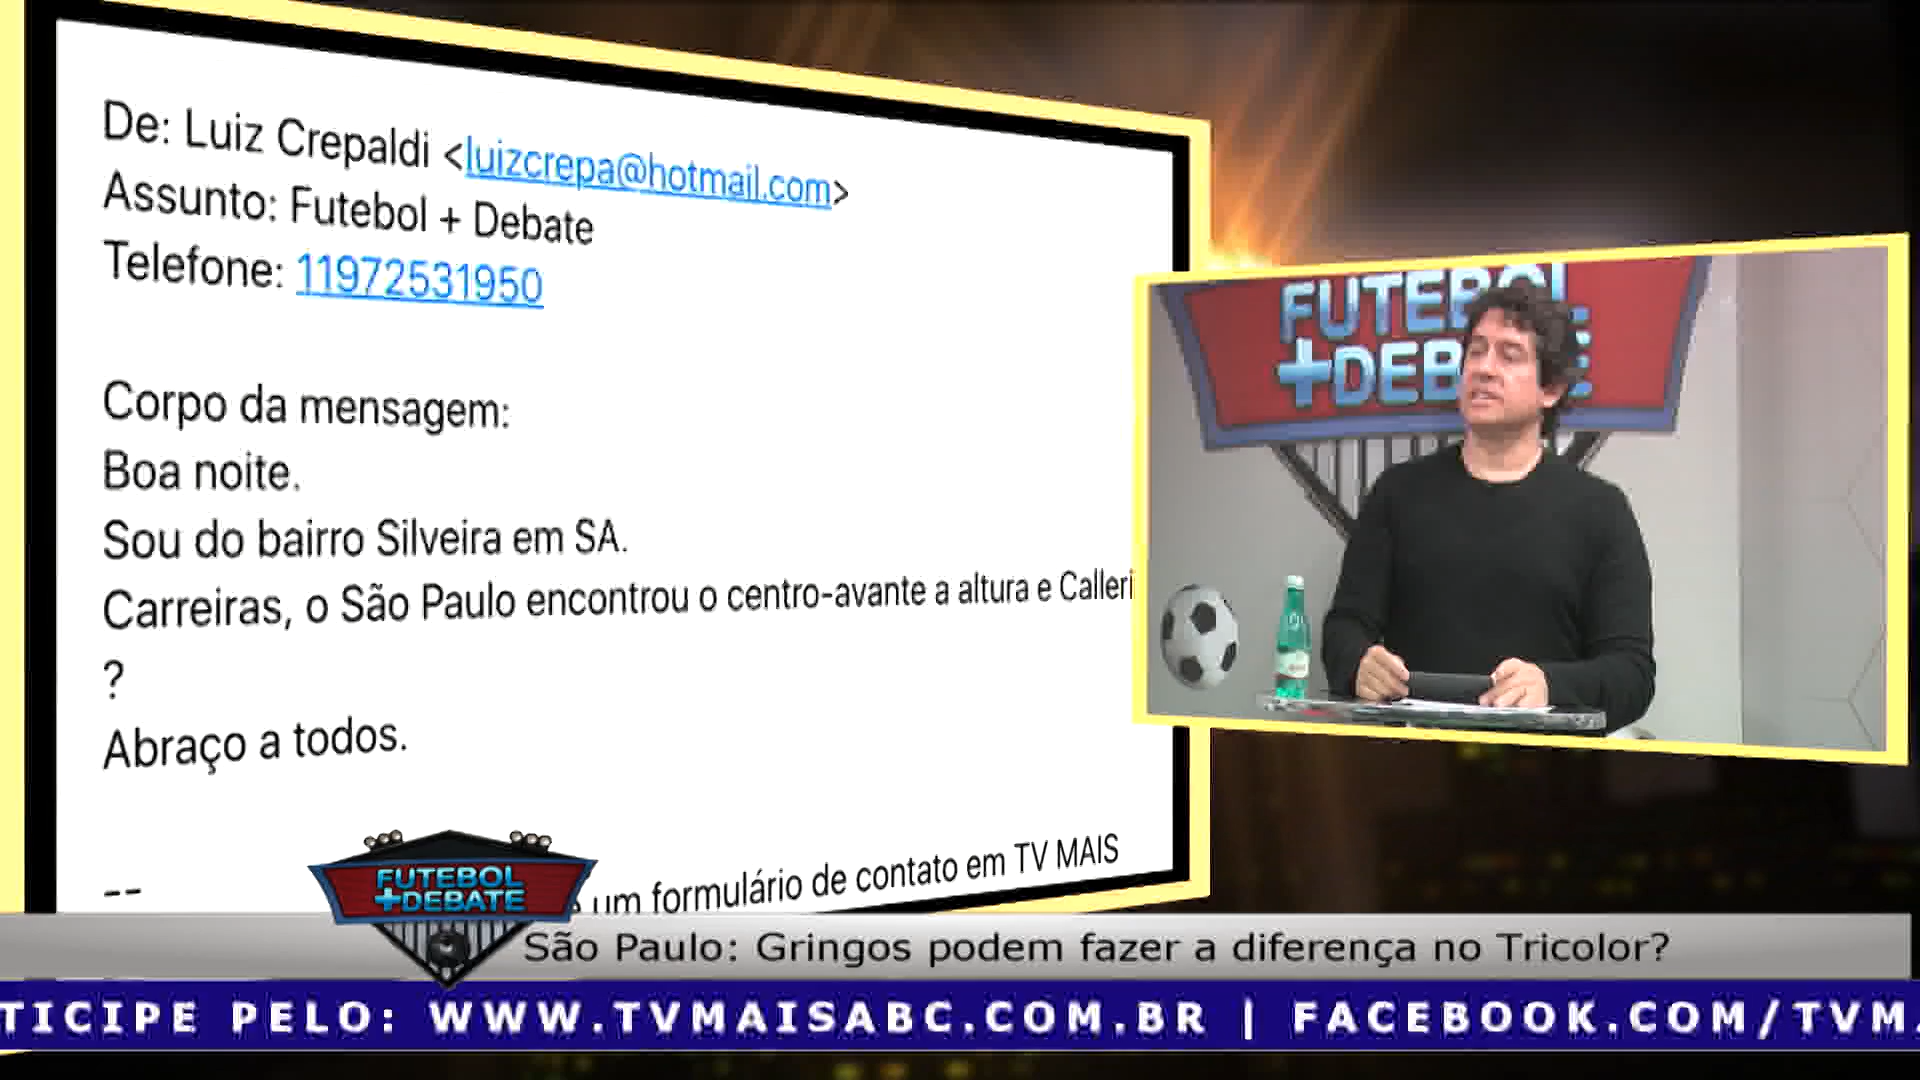 De: Luiz Crepaldi <luizcrepa@hotmail.com>
Assunto: Futebol + Debate
Telefone: 11972531950
Corpo da mensagem:
Boa noite.
Sou do bairro Silveira em SA.
Carreiras, o São Paulo encontrou o centro-avante a altura e Calleri
?
Abraço a todos.
--
um formulário de contato em TV MAIS
FUTEBOL
+DEB
FUTEBOL
+DEBATE
São Paulo: Gringos podem fazer a diferença no Tricolor?
TICIPE PELO: WWW.TVMAISABC.COM.BR | FACEBOOK.COM/TVMA